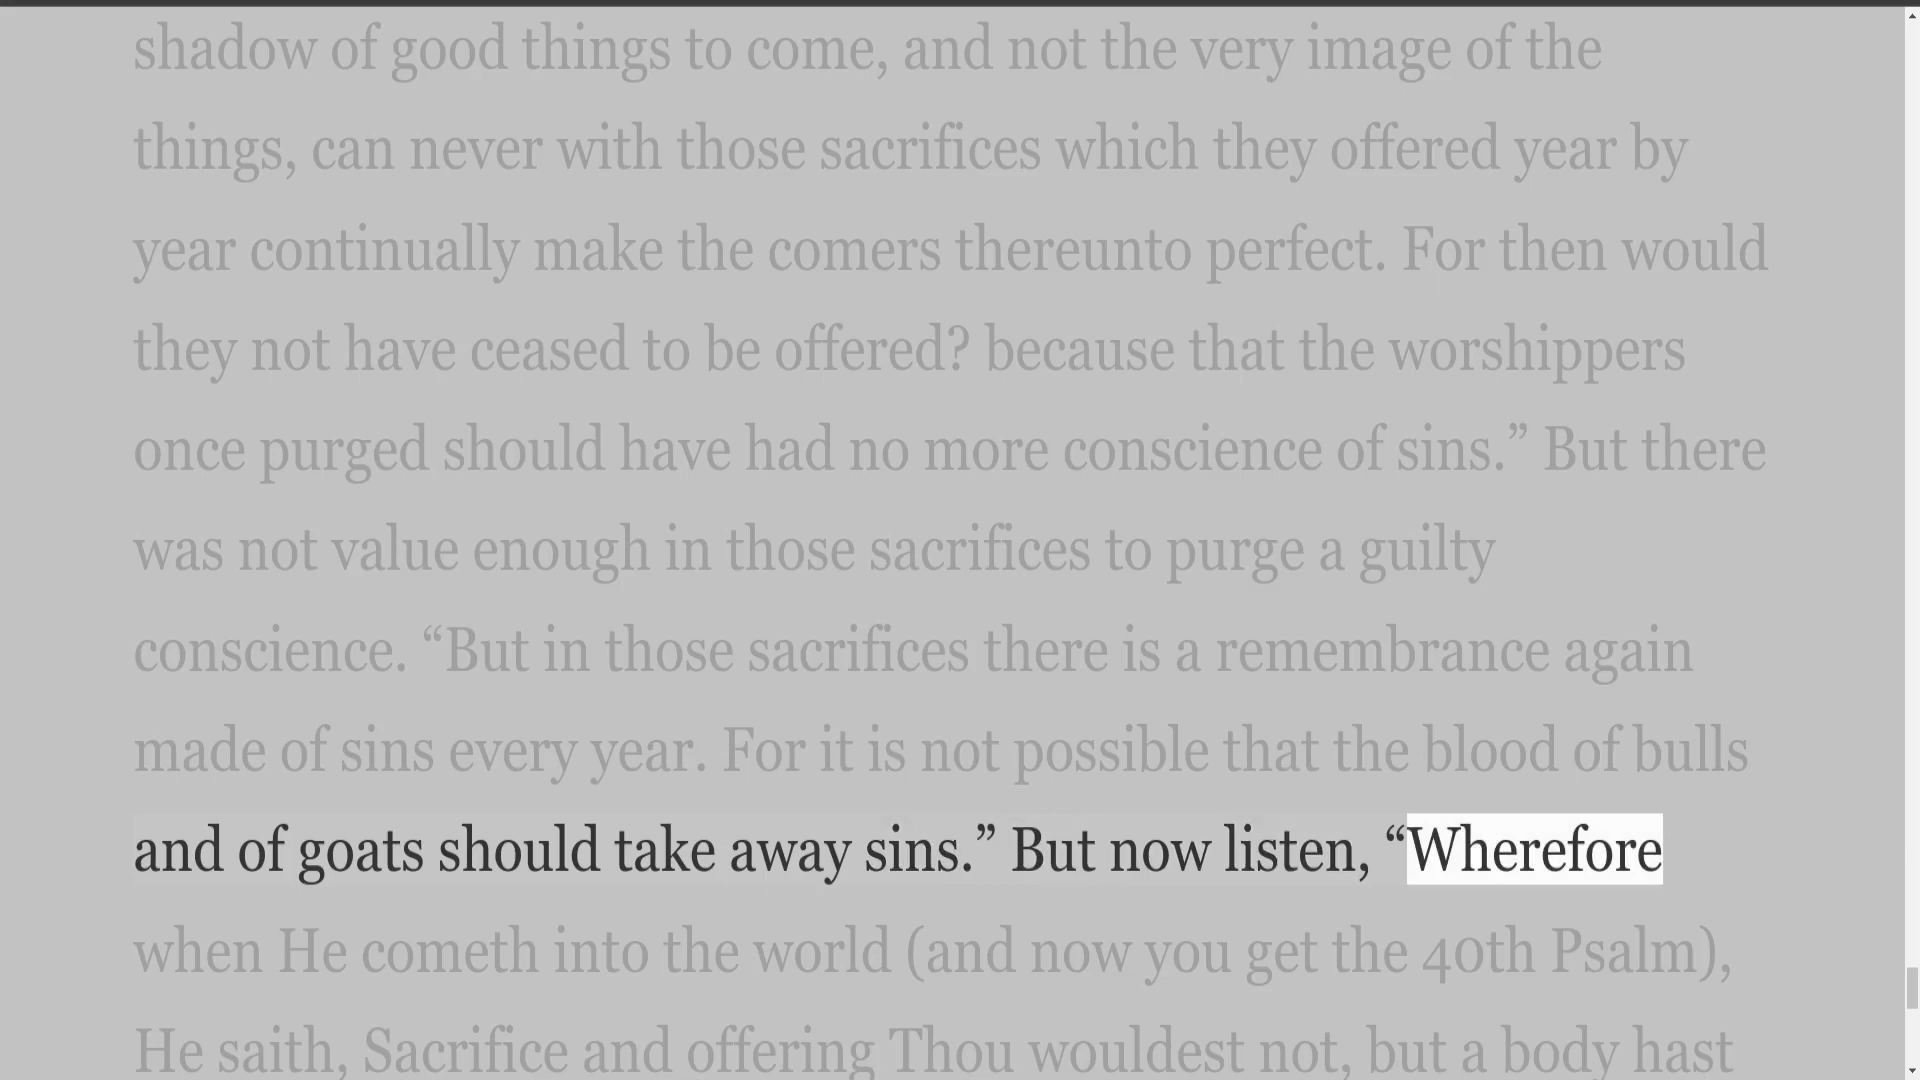 shadow of good things to come, and not the very image of the
things, can never with those sacrifices which they offered year by
year continually make the comers thereunto perfect. For then would
they not have ceased to be offered? because that the worshippers
once purged should have had no more conscience of sins.” But there
was not value enough in those sacrifices to purge a guilty
conscience. “But in those sacrifices there is a remembrance again
made of sins every year. For it is not possible that the blood of bulls
and of goats should take away sins.” But now listen, “Wherefore
when He cometh into the world (and now you get the 40th Psalm),
He saith, Sacrifice and offering Thou wouldest not, but a body hast